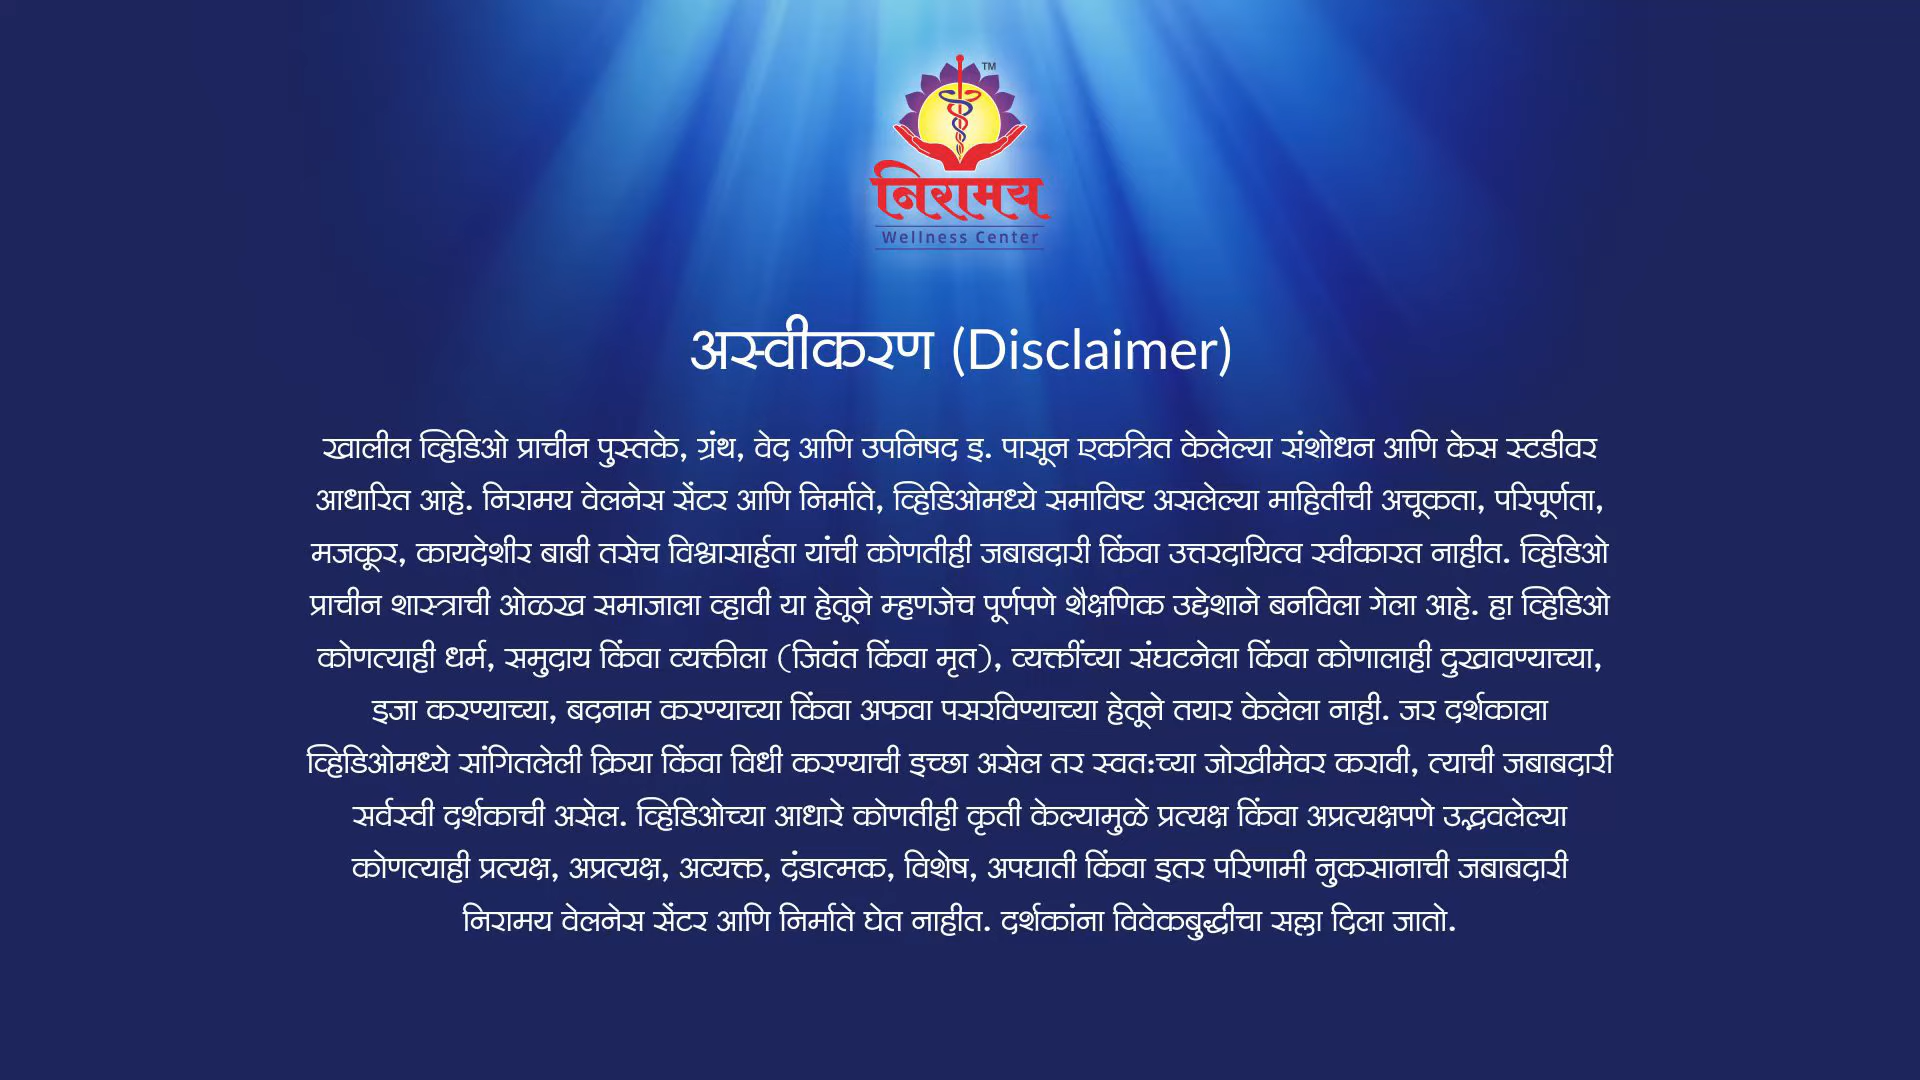 TM
निरामय
Wellness Center
अस्वीकरण (Disclaimer)
खालील व्हिडिओ प्राचीन पुस्तके, ग्रंथ, वेद आणि उपनिषद इ. पासून एकत्रित केलेल्या संशोधन आणि केस स्टडीवर
आधारित आहे. निरामय वेलनेस सेंटर आणि निर्माते, व्हिडिओमध्ये समाविष्ट असलेल्या माहितीची अचूकता, परिपूर्णता,
मजकूर, कायदेशीर बाबी तसेच विश्वासार्हता यांची कोणतीही जबाबदारी किंवा उत्तरदायित्व स्वीकारत नाहीत. व्हिडिओ
प्राचीन शास्त्राची ओळख समाजाला व्हावी या हेतूने म्हणजेच पूर्णपणे शैक्षणिक उद्देशाने बनविला गेला आहे. हा व्हिडिओ
कोणत्याही धर्म, समुदाय किंवा व्यक्तीला (जिवंत किंवा मृत), व्यक्तींच्या संघटनेला किंवा कोणालाही दुखावण्याच्या,
इजा करण्याच्या, बदनाम करण्याच्या किंवा अफवा पसरविण्याच्या हेतूने तयार केलेला नाही. जर दर्शकाला
व्हिडिओमध्ये सांगितलेली क्रिया किंवा विधी करण्याची इच्छा असेल तर स्वतःच्या जोखीमेवर करावी, त्याची जबाबदारी
सर्वस्वी दर्शकाची असेल. व्हिडिओच्या आधारे कोणतीही कृती केल्यामुळे प्रत्यक्ष किंवा अप्रत्यक्षपणे उद्भवलेल्या
कोणत्याही प्रत्यक्ष, अप्रत्यक्ष, अव्यक्त, दंडात्मक, विशेष, अपघाती किंवा इतर परिणामी नुकसानाची जबाबदारी
निरामय वेलनेस सेंटर आणि निर्माते घेत नाहीत. दर्शकांना विवेकबुद्धीचा सल्ला दिला जातो.